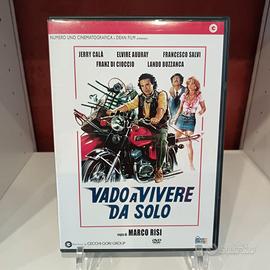 NUMERO UNO CINEMATOGRAFICA e DEAN FILM
JERRY CALÀ ELVIRE AUDRAY FRANCESCO SALVI
FRANZ DI CIOCCIO LANDO BUZZANCA
VADO A VIVERE
DA SOLO
regia di MARCO RISI
CECCHI GORI GROUP
DVD
subito